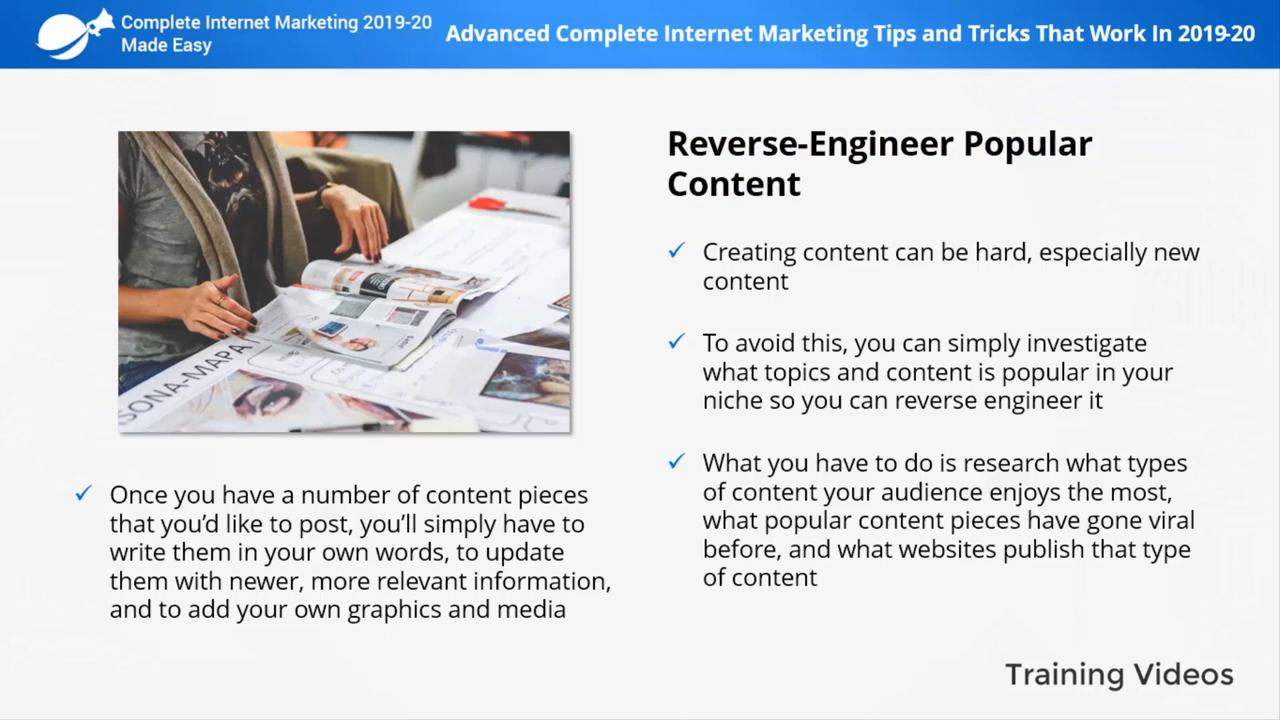 Complete Internet Marketing 2019-20
Made Easy
Advanced Complete Internet Marketing Tips and Tricks That Work In 2019-20
Reverse-Engineer Popular
Content
✓ Creating content can be hard, especially new
content
✓ To avoid this, you can simply investigate
what topics and content is popular in your
niche so you can reverse engineer it
✓ What you have to do is research what types
of content your audience enjoys the most,
what popular content pieces have gone viral
before, and what websites publish that type
of content
SONA-MAPA
✓ Once you have a number of content pieces
that you’d like to post, you’ll simply have to
write them in your own words, to update
them with newer, more relevant information,
and to add your own graphics and media
Training Videos